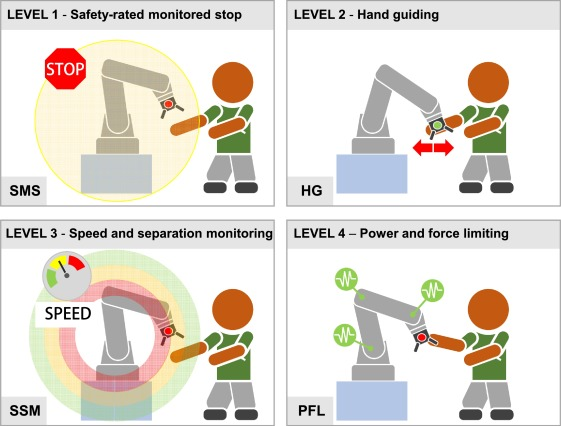 LEVEL 1 - Safety-rated monitored stop
STOP
SMS
LEVEL 2 - Hand guiding
HG
LEVEL 3 - Speed and separation monitoring
SPEED
SSM
LEVEL 4 – Power and force limiting
PFL